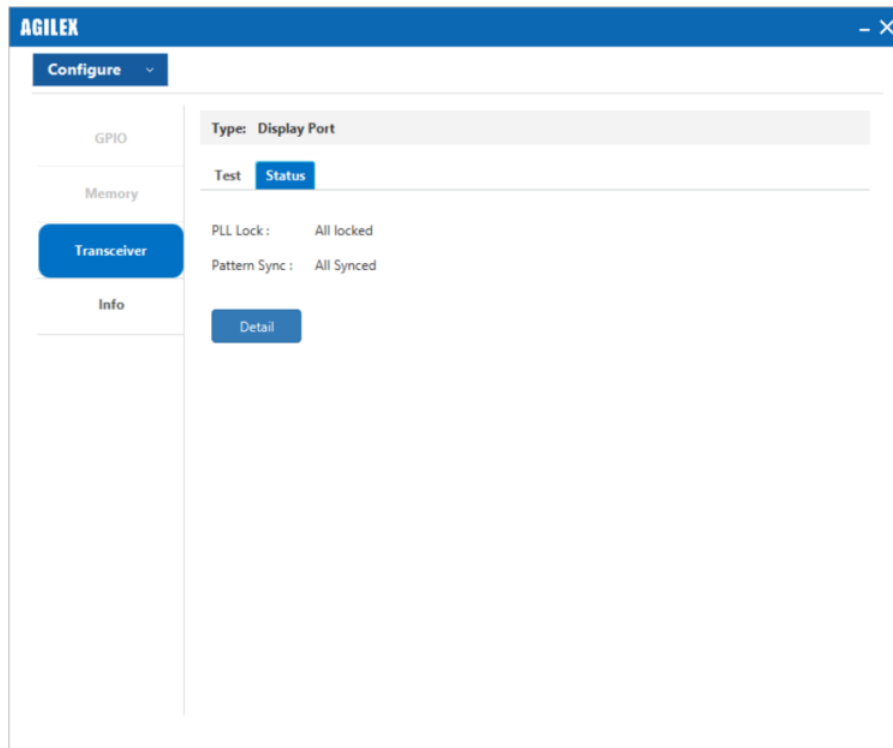 AGILEX
Configure
GPIO
Memory
Transceiver
Info
Type: Display Port
Test Status
PLL Lock : All locked
Pattern Sync : All Synced
Detail